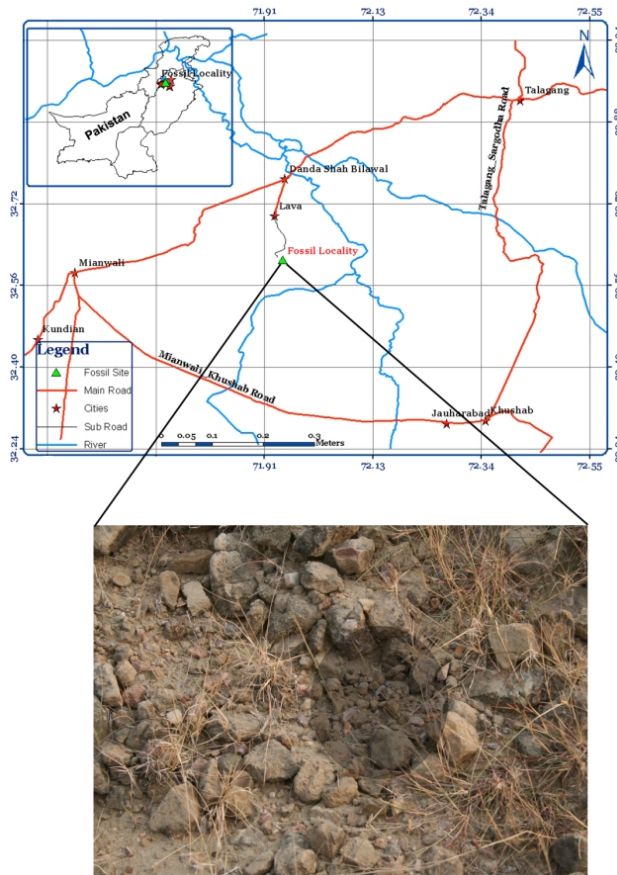 71.91 72.13 72.34 72.55
N
Fossil Locality
Pakistan
Talagang
Talagang_Sargodha Road
Danda Shah Bilawal
32.72
Lava
Fossil Locality
Mianwali
32.56
Kundian
Legend
Fossil Site
Main Road
Cities
Sub Road
River
32.40
Mianwali_Khushab Road
Jauharabad
Khushab
0 0.05 0.1 0.2 0.3
Meters
32.24
71.91 72.13 72.34 72.55